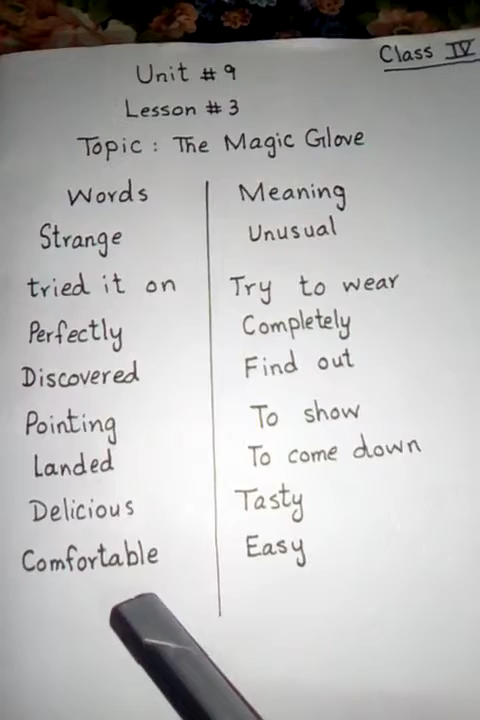 Class IV
Unit # 9
Lesson # 3
Topic : The Magic Glove
Words Meaning
Strange Unusual
tried it on Try to wear
Perfectly Completely
Discovered Find out
Pointing To show
Landed To come down
Delicious Tasty
Comfortable Easy